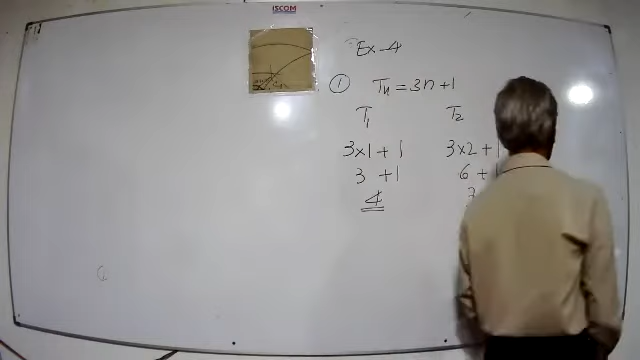 ISCOM
Ex-4
① Tn = 3n+1
T1 T2
3×1+1 3×2+1
3 +1 6 +
4